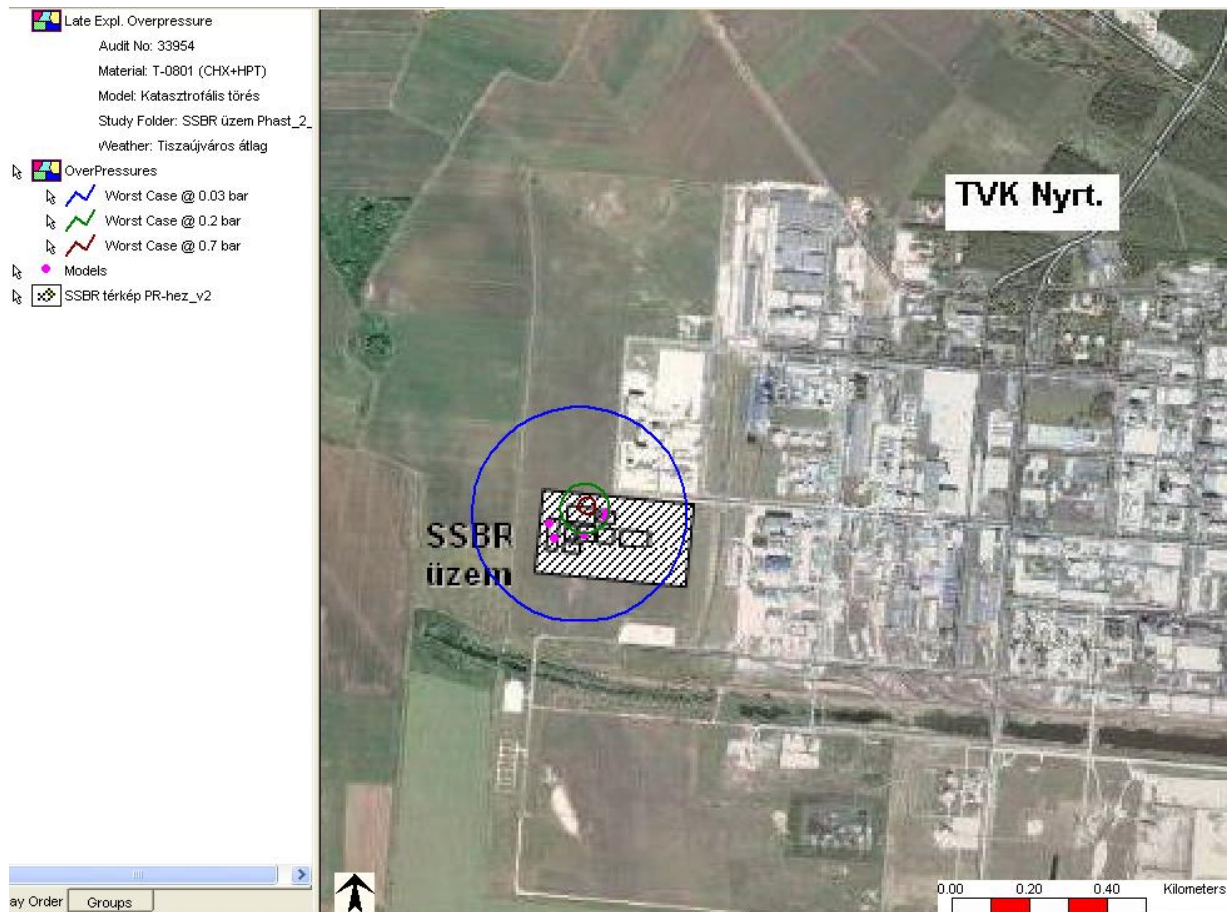 Late Expl. Overpressure
Audit No: 33954
Material: T-0801 (CHX+HPT)
Model: Katasztrofális törés
Study Folder: SSBR üzem Phast_2_
Weather: Tiszaújváros átlag
OverPressures
Worst Case @ 0.03 bar
Worst Case @ 0.2 bar
Worst Case @ 0.7 bar
Models
SSBR térkép PR-hez_v2
TVK Nyrt.
SSBR
üzem
0.00 0.20 0.40 Kilometers
ay Order Groups